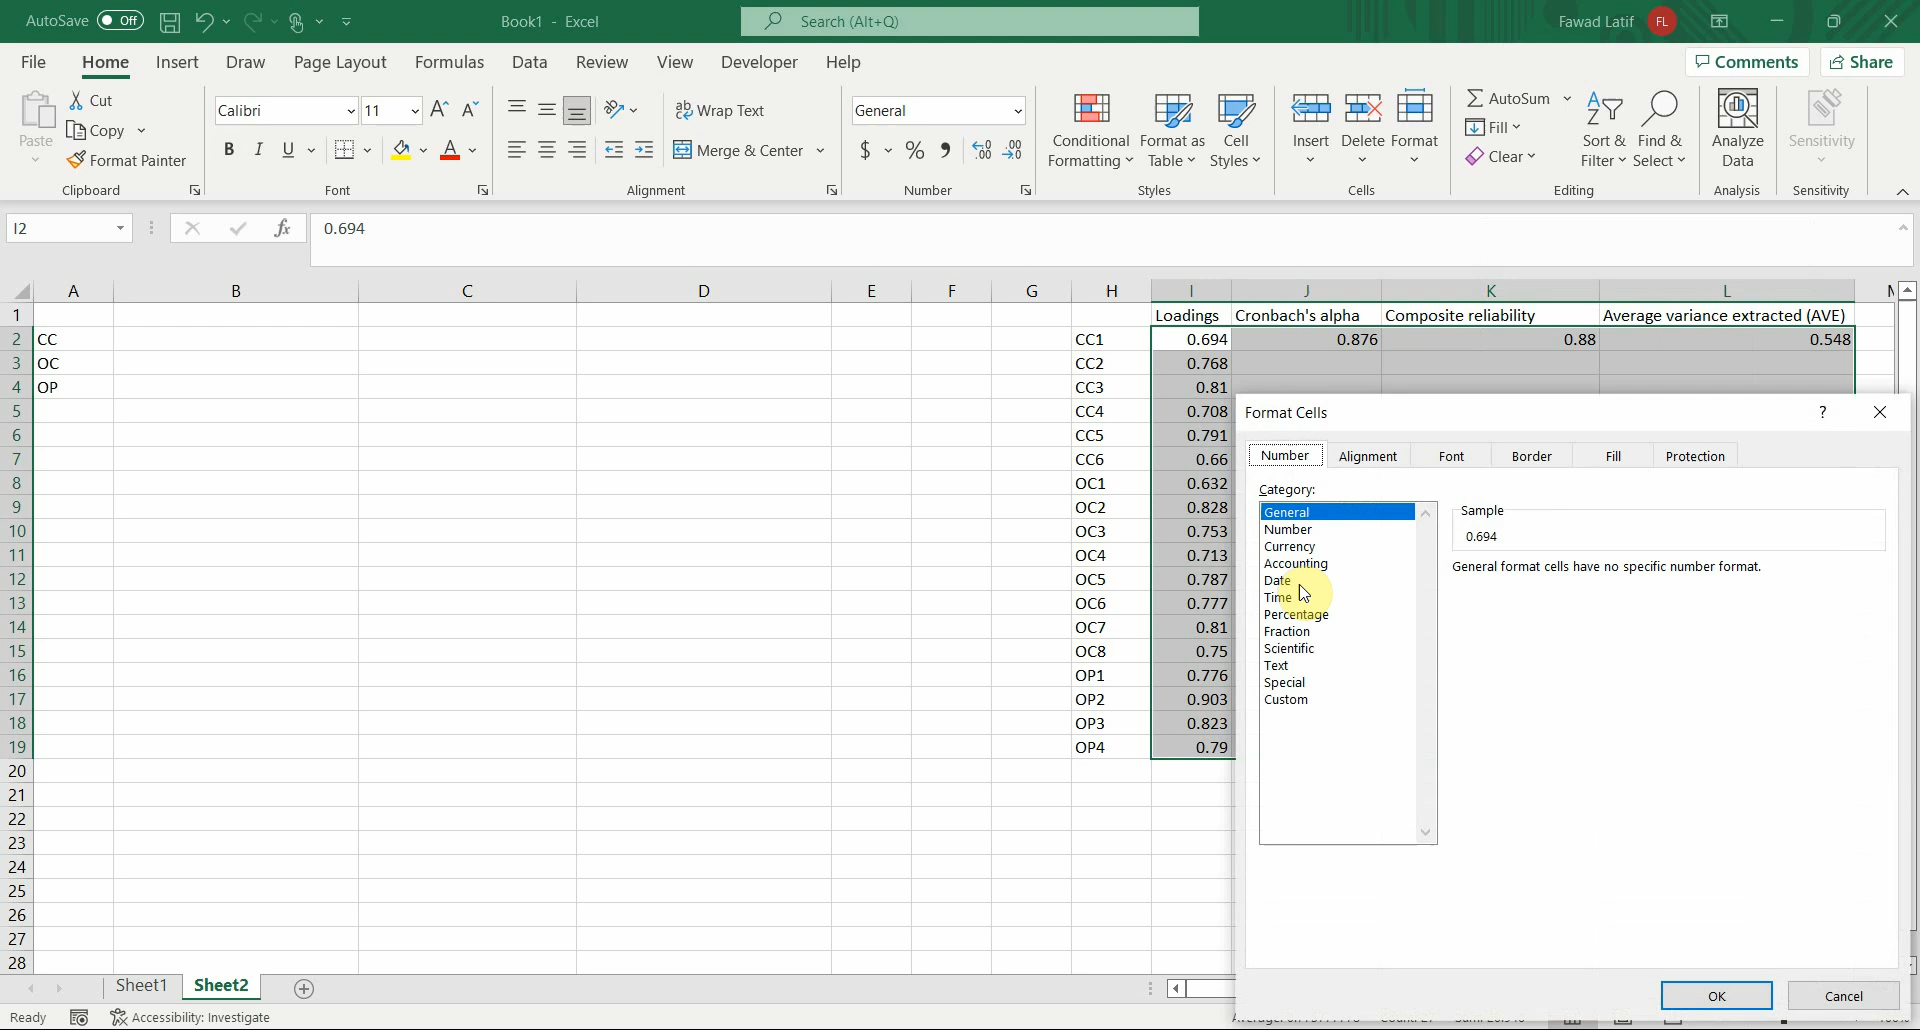 AutoSave Off Book1 - Excel Search (Alt+Q) Fawad Latif FL
File Home Insert Draw Page Layout Formulas Data Review View Developer Help Comments Share
Paste Cut Copy Format Painter
Clipboard
Calibri 11
B I U A
Font
Wrap Text
Merge & Center
Alignment
General
$ % 9 .00 .00
Number
Conditional Formatting Format as Table Cell Styles
Styles
Insert Delete Format
Cells
AutoSum Fill Clear
Sort & Filter Find & Select
Editing
Analyze Data
Analysis
Sensitivity
Sensitivity
I2 fx 0.694
A B C D E F G H I J K L
1 Loadings Cronbach's alpha Composite reliability Average variance extracted (AVE)
2 CC CC1 0.694 0.876 0.88 0.548
3 OC CC2 0.768
4 OP CC3 0.81
5 CC4 0.708
6 CC5 0.791
7 CC6 0.66
8 OC1 0.632
9 OC2 0.828
10 OC3 0.753
11 OC4 0.713
12 OC5 0.787
13 OC6 0.777
14 OC7 0.81
15 OC8 0.75
16 OP1 0.776
17 OP2 0.903
18 OP3 0.823
19 OP4 0.79
20
21
22
23
24
25
26
27
28
Format Cells ?
Number Alignment Font Border Fill Protection
Category:
General
Number
Currency
Accounting
Date
Time
Percentage
Fraction
Scientific
Text
Special
Custom
Sample
0.694
General format cells have no specific number format.
OK Cancel
Sheet1 Sheet2
Ready Accessibility: Investigate